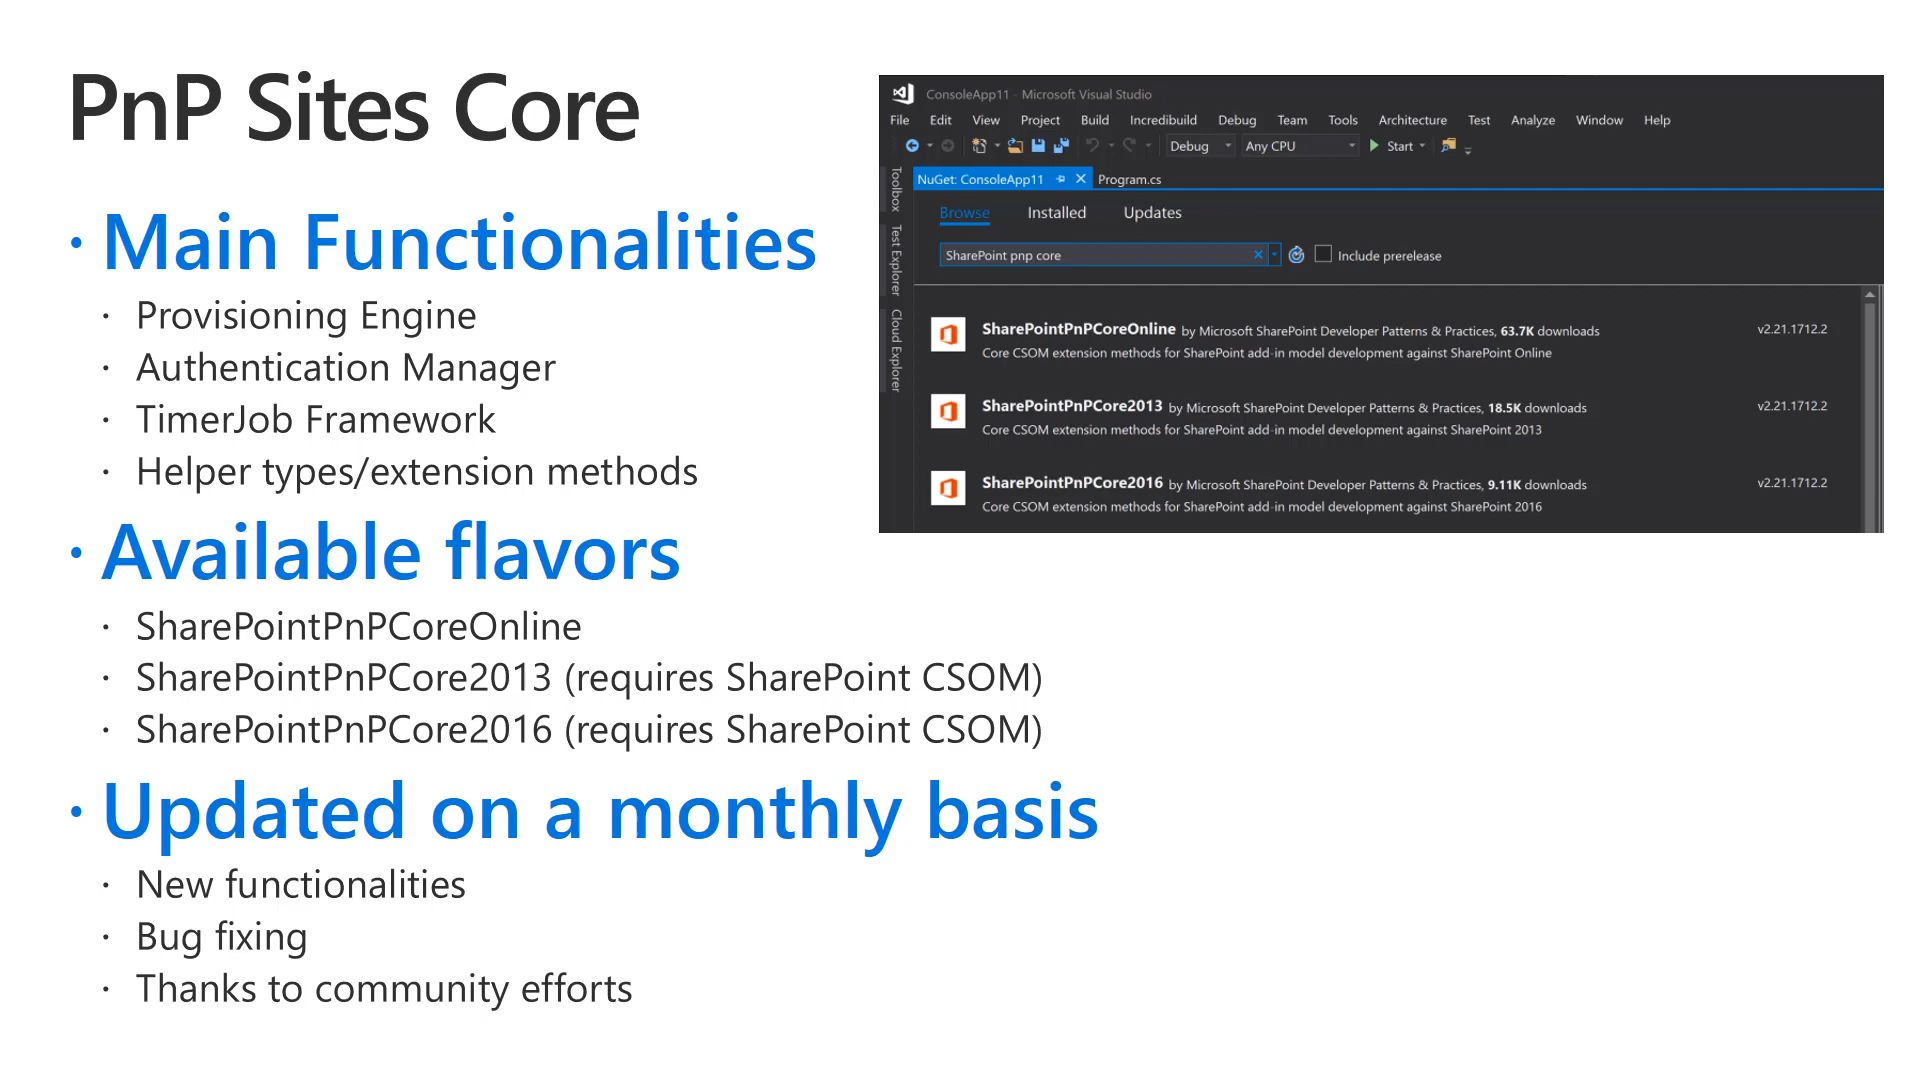 PnP Sites Core
· Main Functionalities
· Provisioning Engine
· Authentication Manager
· TimerJob Framework
· Helper types/extension methods
· Available flavors
· SharePointPnPCoreOnline
· SharePointPnPCore2013 (requires SharePoint CSOM)
· SharePointPnPCore2016 (requires SharePoint CSOM)
· Updated on a monthly basis
· New functionalities
· Bug fixing
· Thanks to community efforts
ConsoleApp11 - Microsoft Visual Studio
File Edit View Project Build Incredibuild Debug Team Tools Architecture Test Analyze Window Help
Debug Any CPU Start
Toolbox
Test Explorer
Cloud Explorer
NuGet: ConsoleApp11 Program.cs
Browse Installed Updates
SharePoint pnp core Include prerelease
SharePointPnPCoreOnline by Microsoft SharePoint Developer Patterns & Practices, 63.7K downloads v2.21.1712.2
Core CSOM extension methods for SharePoint add-in model development against SharePoint Online
SharePointPnPCore2013 by Microsoft SharePoint Developer Patterns & Practices, 18.5K downloads v2.21.1712.2
Core CSOM extension methods for SharePoint add-in model development against SharePoint 2013
SharePointPnPCore2016 by Microsoft SharePoint Developer Patterns & Practices, 9.11K downloads v2.21.1712.2
Core CSOM extension methods for SharePoint add-in model development against SharePoint 2016